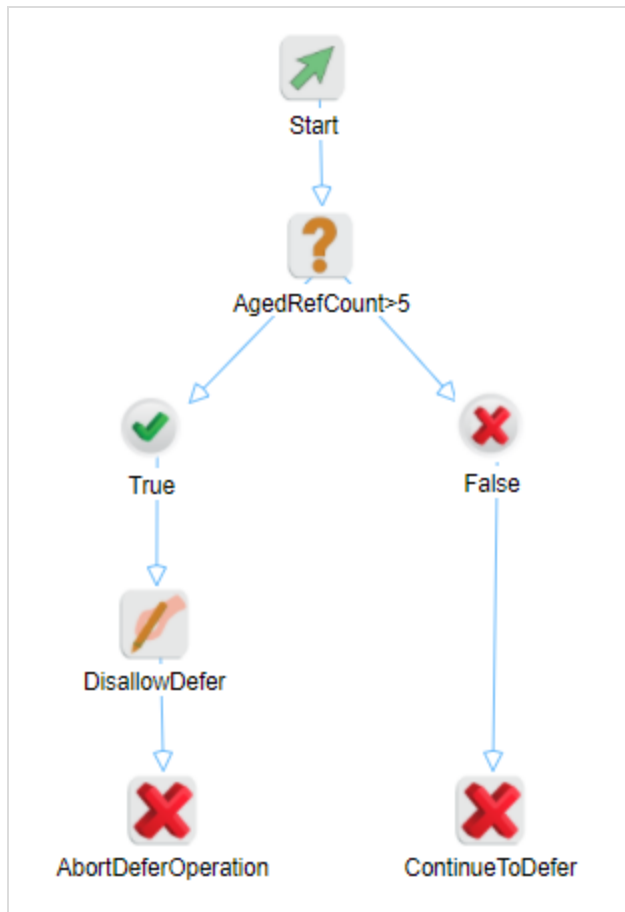 Start
AgedRefCount>5
True
False
DisallowDefer
AbortDeferOperation
ContinueToDefer